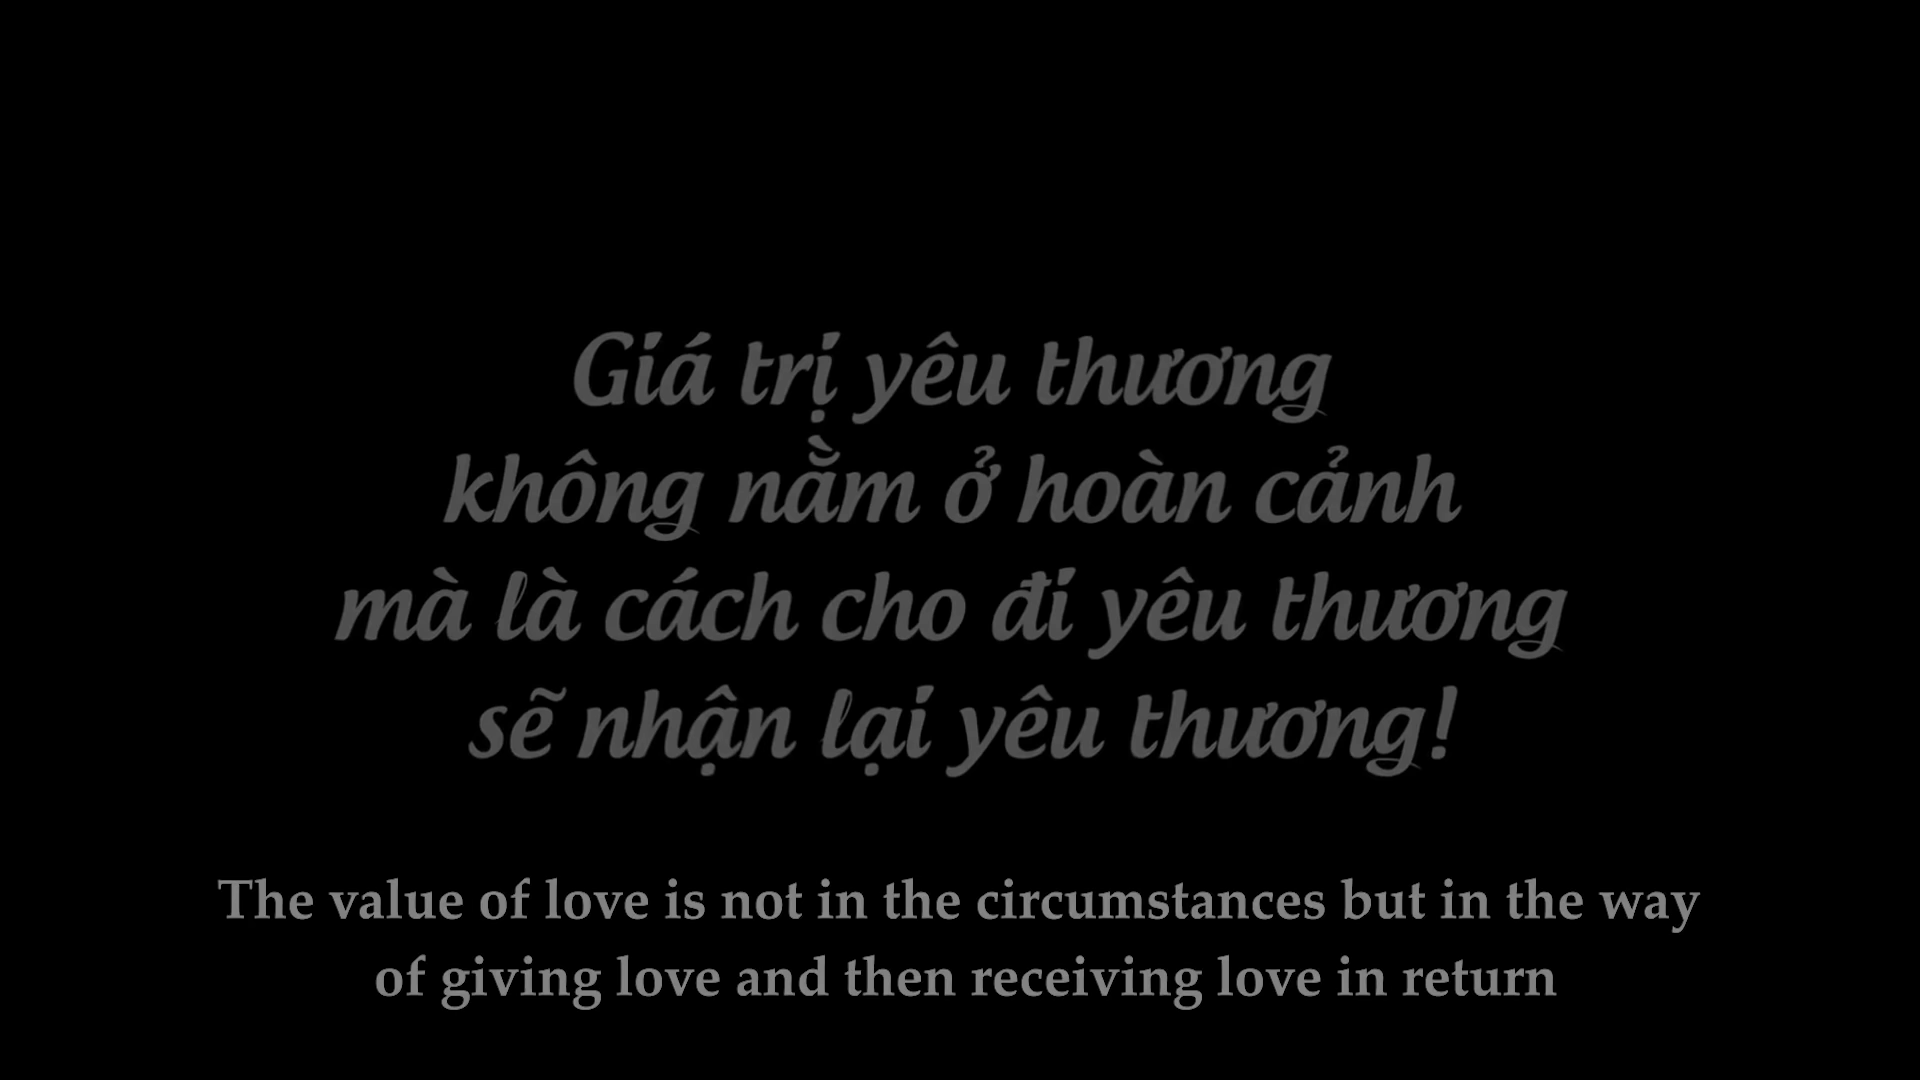 Giá trị yêu thương
không nằm ở hoàn cảnh
mà là cách cho đi yêu thương
sẽ nhận lại yêu thương!
The value of love is not in the circumstances but in the way
of giving love and then receiving love in return